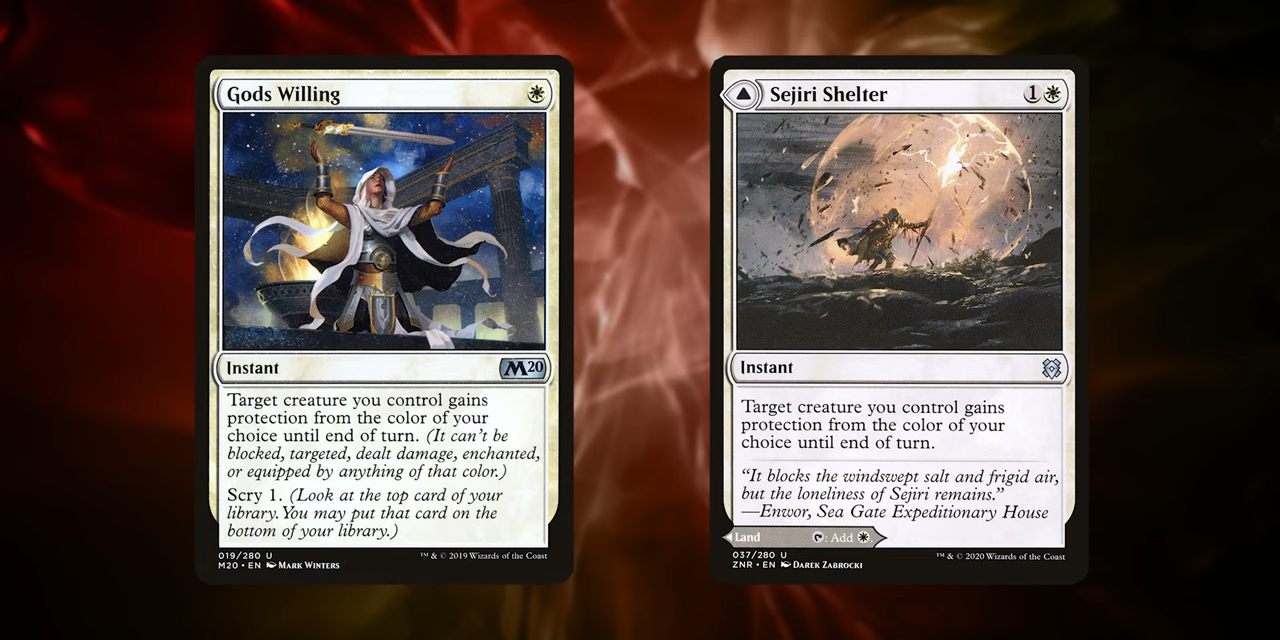 Gods Willing
Instant
M20
Target creature you control gains
protection from the color of your
choice until end of turn. (It can't be
blocked, targeted, dealt damage, enchanted,
or equipped by anything of that color.)
Scry 1. (Look at the top card of your
library. You may put that card on the
bottom of your library.)
019/280 U
M20 • EN Mark Winters
™ & © 2019 Wizards of the Coast
Sejiri Shelter
1
Instant
Target creature you control gains
protection from the color of your
choice until end of turn.
“It blocks the windswept salt and frigid air,
but the loneliness of Sejiri remains.”
—Enwor, Sea Gate Expeditionary House
Land : Add .
037/280 U
ZNR • EN Darek Zabrocki
™ & © 2020 Wizards of the Coast